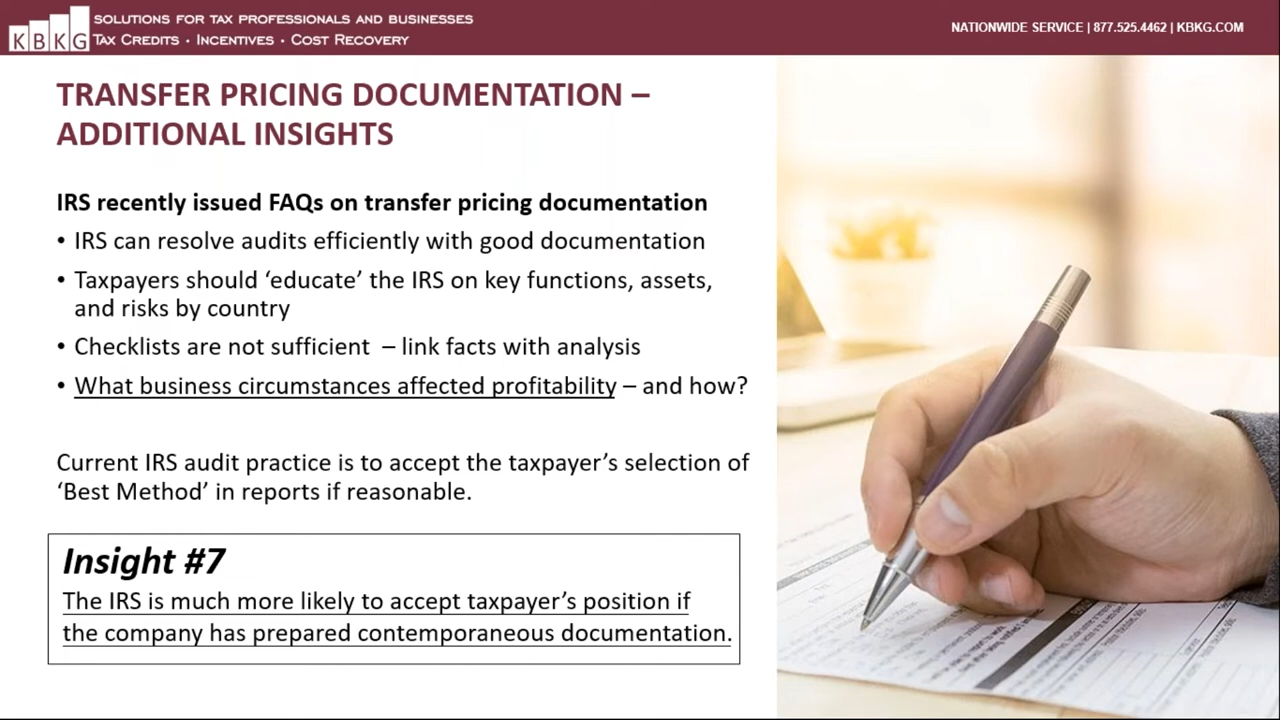 KBKG
SOLUTIONS FOR TAX PROFESSIONALS AND BUSINESSES
TAX CREDITS · INCENTIVES · COST RECOVERY
NATIONWIDE SERVICE | 877.525.4462 | KBKG.COM
TRANSFER PRICING DOCUMENTATION –
ADDITIONAL INSIGHTS
IRS recently issued FAQs on transfer pricing documentation
• IRS can resolve audits efficiently with good documentation
• Taxpayers should ‘educate’ the IRS on key functions, assets,
and risks by country
• Checklists are not sufficient – link facts with analysis
• What business circumstances affected profitability – and how?
Current IRS audit practice is to accept the taxpayer’s selection of
‘Best Method’ in reports if reasonable.
Insight #7
The IRS is much more likely to accept taxpayer’s position if
the company has prepared contemporaneous documentation.